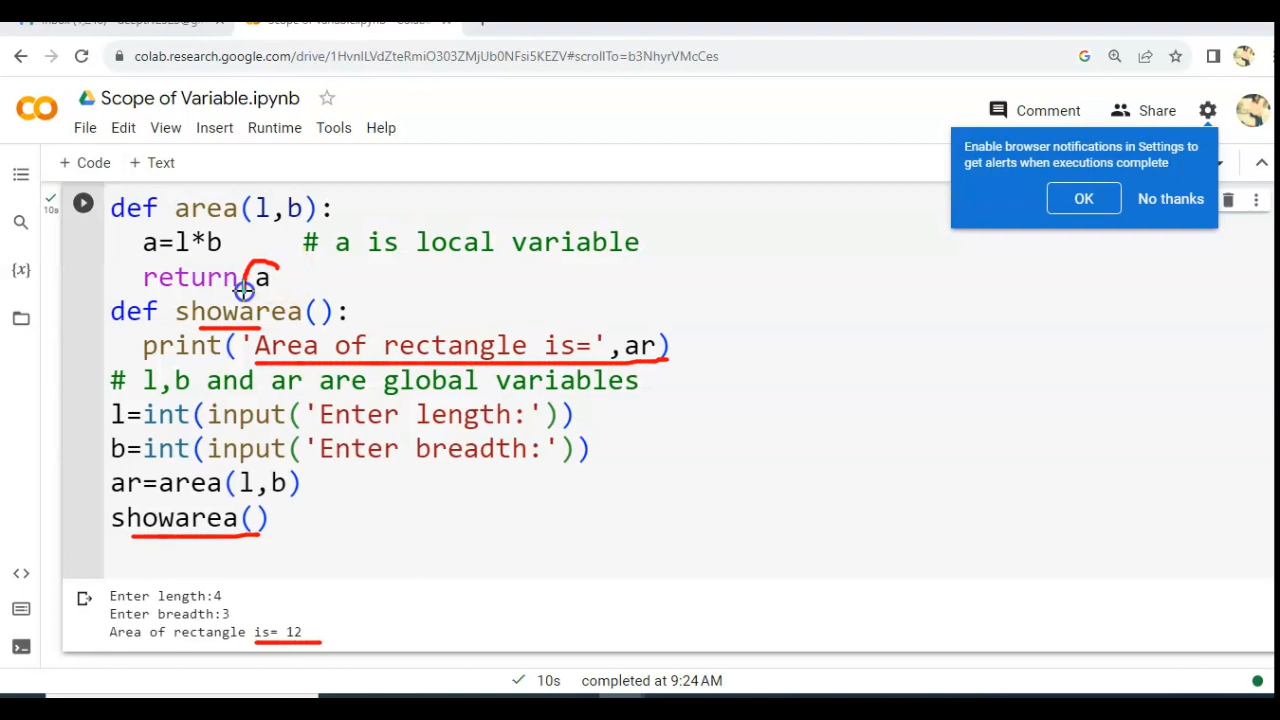 colab.research.google.com/drive/1HvnlLVdZteRmiO303ZMjUb0NFsi5KEZV#scrollTo=b3NhyrVMcCes
Scope of Variable.ipynb
Comment
Share
File Edit View Insert Runtime Tools Help
Enable browser notifications in Settings to
get alerts when executions complete
OK
No thanks
+ Code + Text
10s
def area(l,b):
a=l*b # a is local variable
return a
def showarea():
print('Area of rectangle is=',ar)
# l,b and ar are global variables
l=int(input('Enter length:'))
b=int(input('Enter breadth:'))
ar=area(l,b)
showarea()
Enter length:4
Enter breadth:3
Area of rectangle is= 12
10s completed at 9:24 AM